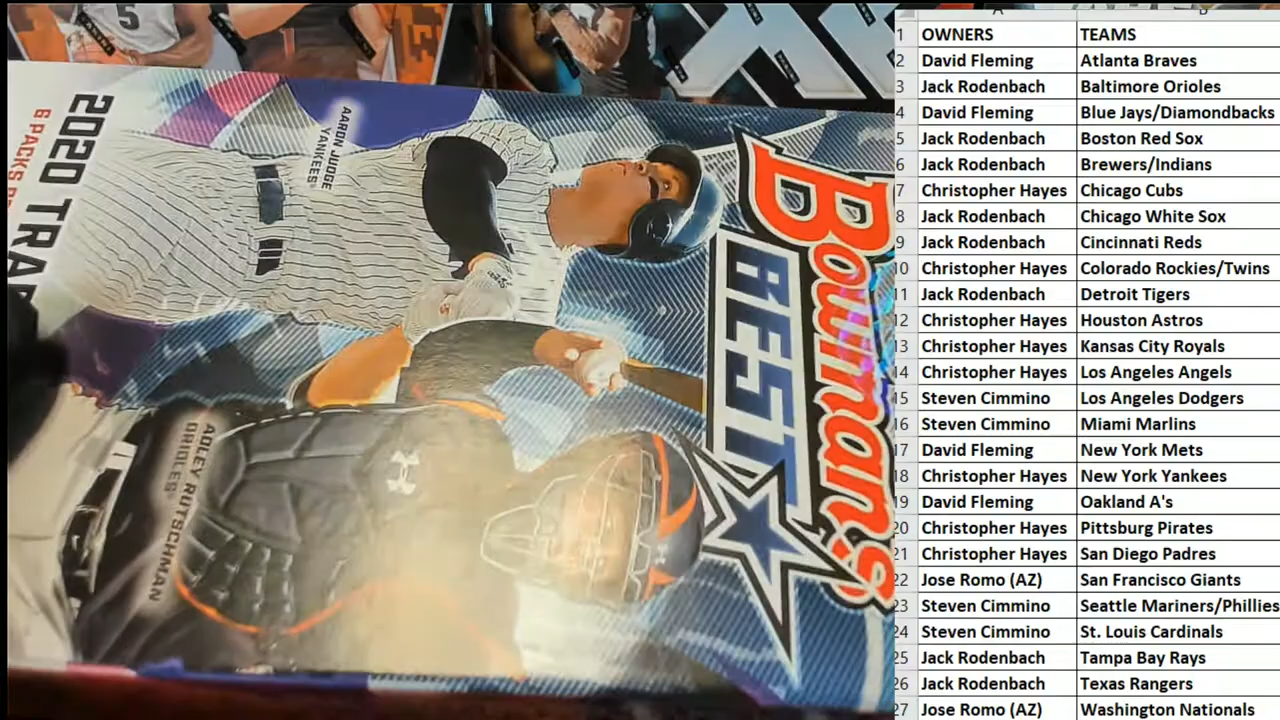 5
PANINI
2020 TRA
6 PACKS P
AARON JUDGE
YANKEES®
ADLEY RUTSCHMAN
ORIOLES®
Bowman's
BEST
A B
1 OWNERS TEAMS
2 David Fleming Atlanta Braves
3 Jack Rodenbach Baltimore Orioles
4 David Fleming Blue Jays/Diamondbacks
5 Jack Rodenbach Boston Red Sox
6 Jack Rodenbach Brewers/Indians
7 Christopher Hayes Chicago Cubs
8 Jack Rodenbach Chicago White Sox
9 Jack Rodenbach Cincinnati Reds
10 Christopher Hayes Colorado Rockies/Twins
11 Jack Rodenbach Detroit Tigers
12 Christopher Hayes Houston Astros
13 Christopher Hayes Kansas City Royals
14 Christopher Hayes Los Angeles Angels
15 Steven Cimmino Los Angeles Dodgers
16 Steven Cimmino Miami Marlins
17 David Fleming New York Mets
18 Christopher Hayes New York Yankees
19 David Fleming Oakland A's
20 Christopher Hayes Pittsburg Pirates
21 Christopher Hayes San Diego Padres
22 Jose Romo (AZ) San Francisco Giants
23 Steven Cimmino Seattle Mariners/Phillies
24 Steven Cimmino St. Louis Cardinals
25 Jack Rodenbach Tampa Bay Rays
26 Jack Rodenbach Texas Rangers
27 Jose Romo (AZ) Washington Nationals